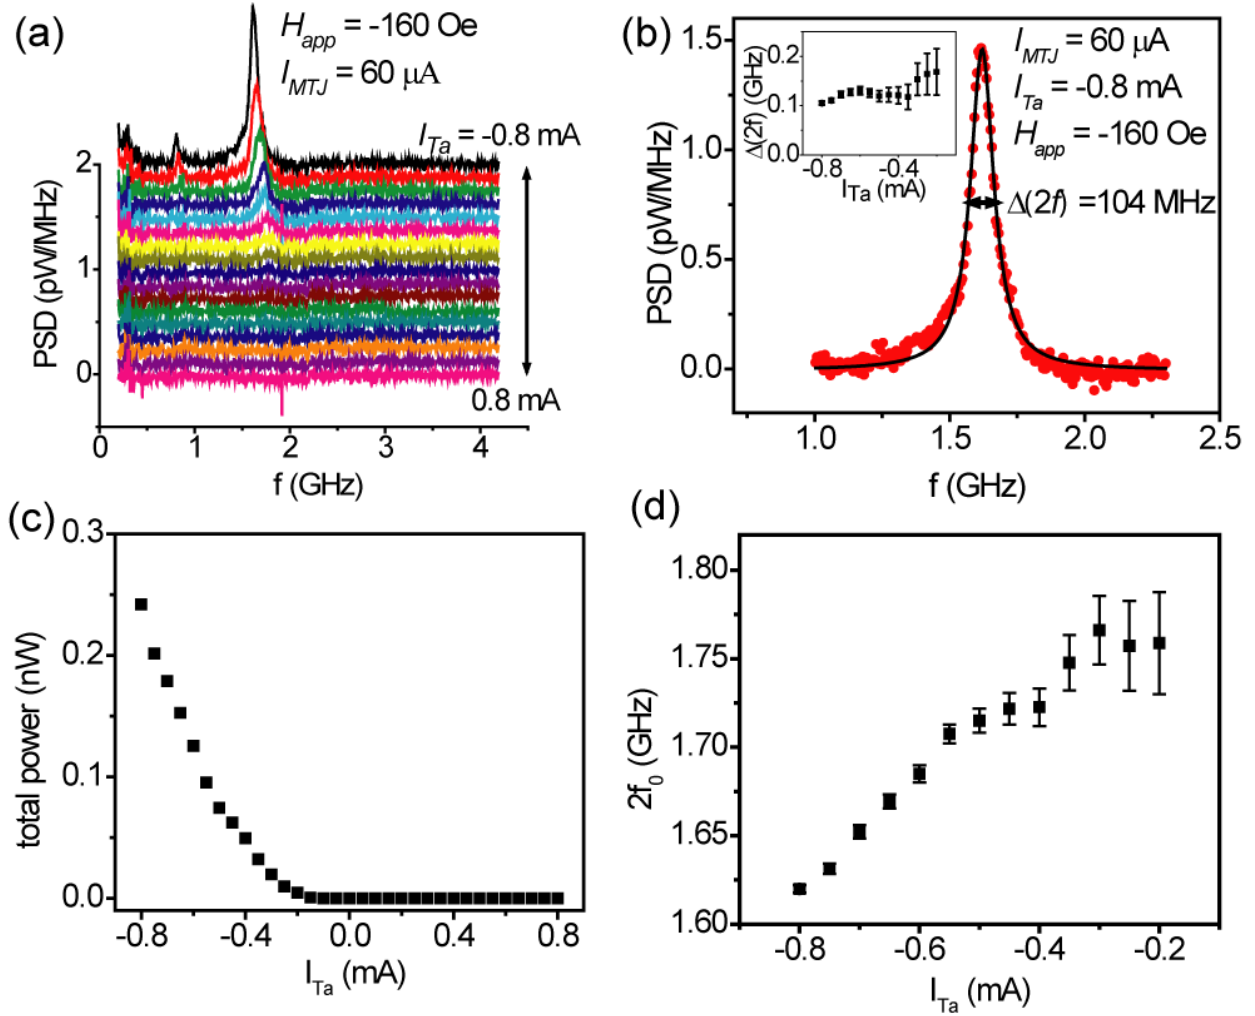 (a)
H_app = -160 Oe
I_MTJ = 60 μA
I_Ta = -0.8 mA
0.8 mA
PSD (pW/MHz)
2
1
0
0 1 2 3 4
f (GHz)
(b)
I_MTJ = 60 μA
I_Ta = -0.8 mA
H_app = -160 Oe
Δ(2f) = 104 MHz
PSD (pW/MHz)
1.5
1.0
0.5
0.0
1.0 1.5 2.0 2.5
f (GHz)
Δ(2f) (GHz)
0.2
0.1
0.0
-0.8 -0.4
I_Ta (mA)
(c)
total power (nW)
0.3
0.2
0.1
0.0
-0.8 -0.4 0.0 0.4 0.8
I_Ta (mA)
(d)
2f_0 (GHz)
1.80
1.75
1.70
1.65
1.60
-0.8 -0.6 -0.4 -0.2
I_Ta (mA)